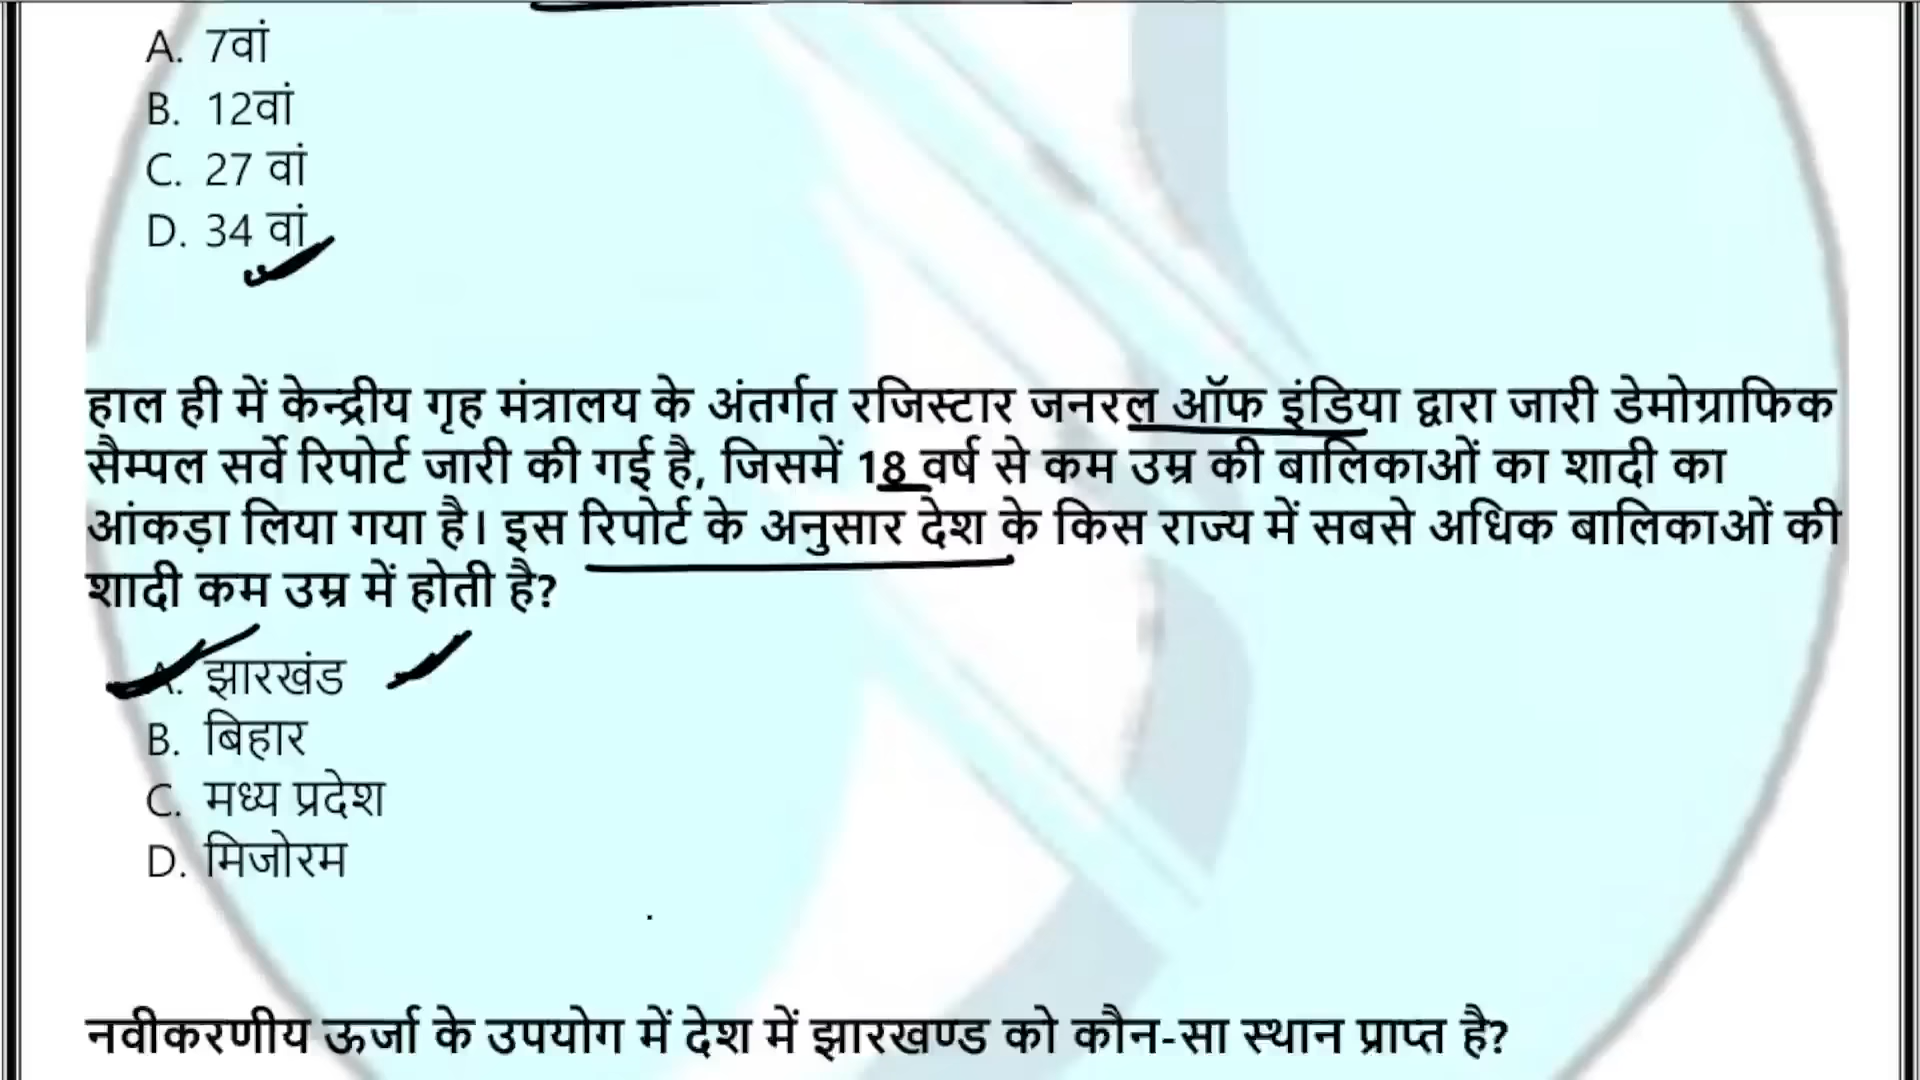 A. 7वां
B. 12वां
C. 27 वां
D. 34 वां
हाल ही में केन्द्रीय गृह मंत्रालय के अंतर्गत रजिस्टार जनरल ऑफ इंडिया द्वारा जारी डेमोग्राफिक
सैम्पल सर्वे रिपोर्ट जारी की गई है, जिसमें 18 वर्ष से कम उम्र की बालिकाओं का शादी का
आंकड़ा लिया गया है। इस रिपोर्ट के अनुसार देश के किस राज्य में सबसे अधिक बालिकाओं की
शादी कम उम्र में होती है?
A. झारखंड
B. बिहार
C. मध्य प्रदेश
D. मिजोरम
नवीकरणीय ऊर्जा के उपयोग में देश में झारखण्ड को कौन-सा स्थान प्राप्त है?